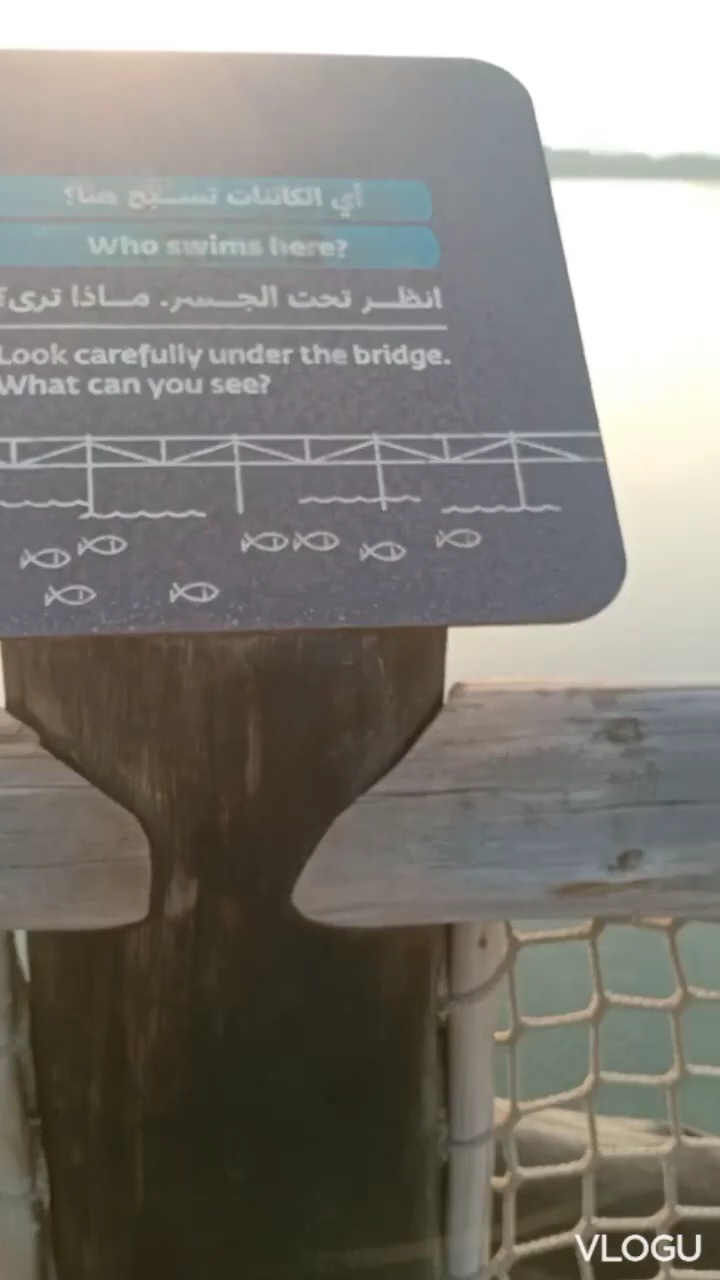 أي الكائنات تسبح هنا؟
Who swims here?
انظر تحت الجسر. ماذا ترى؟
Look carefully under the bridge.
What can you see?
VLOGU